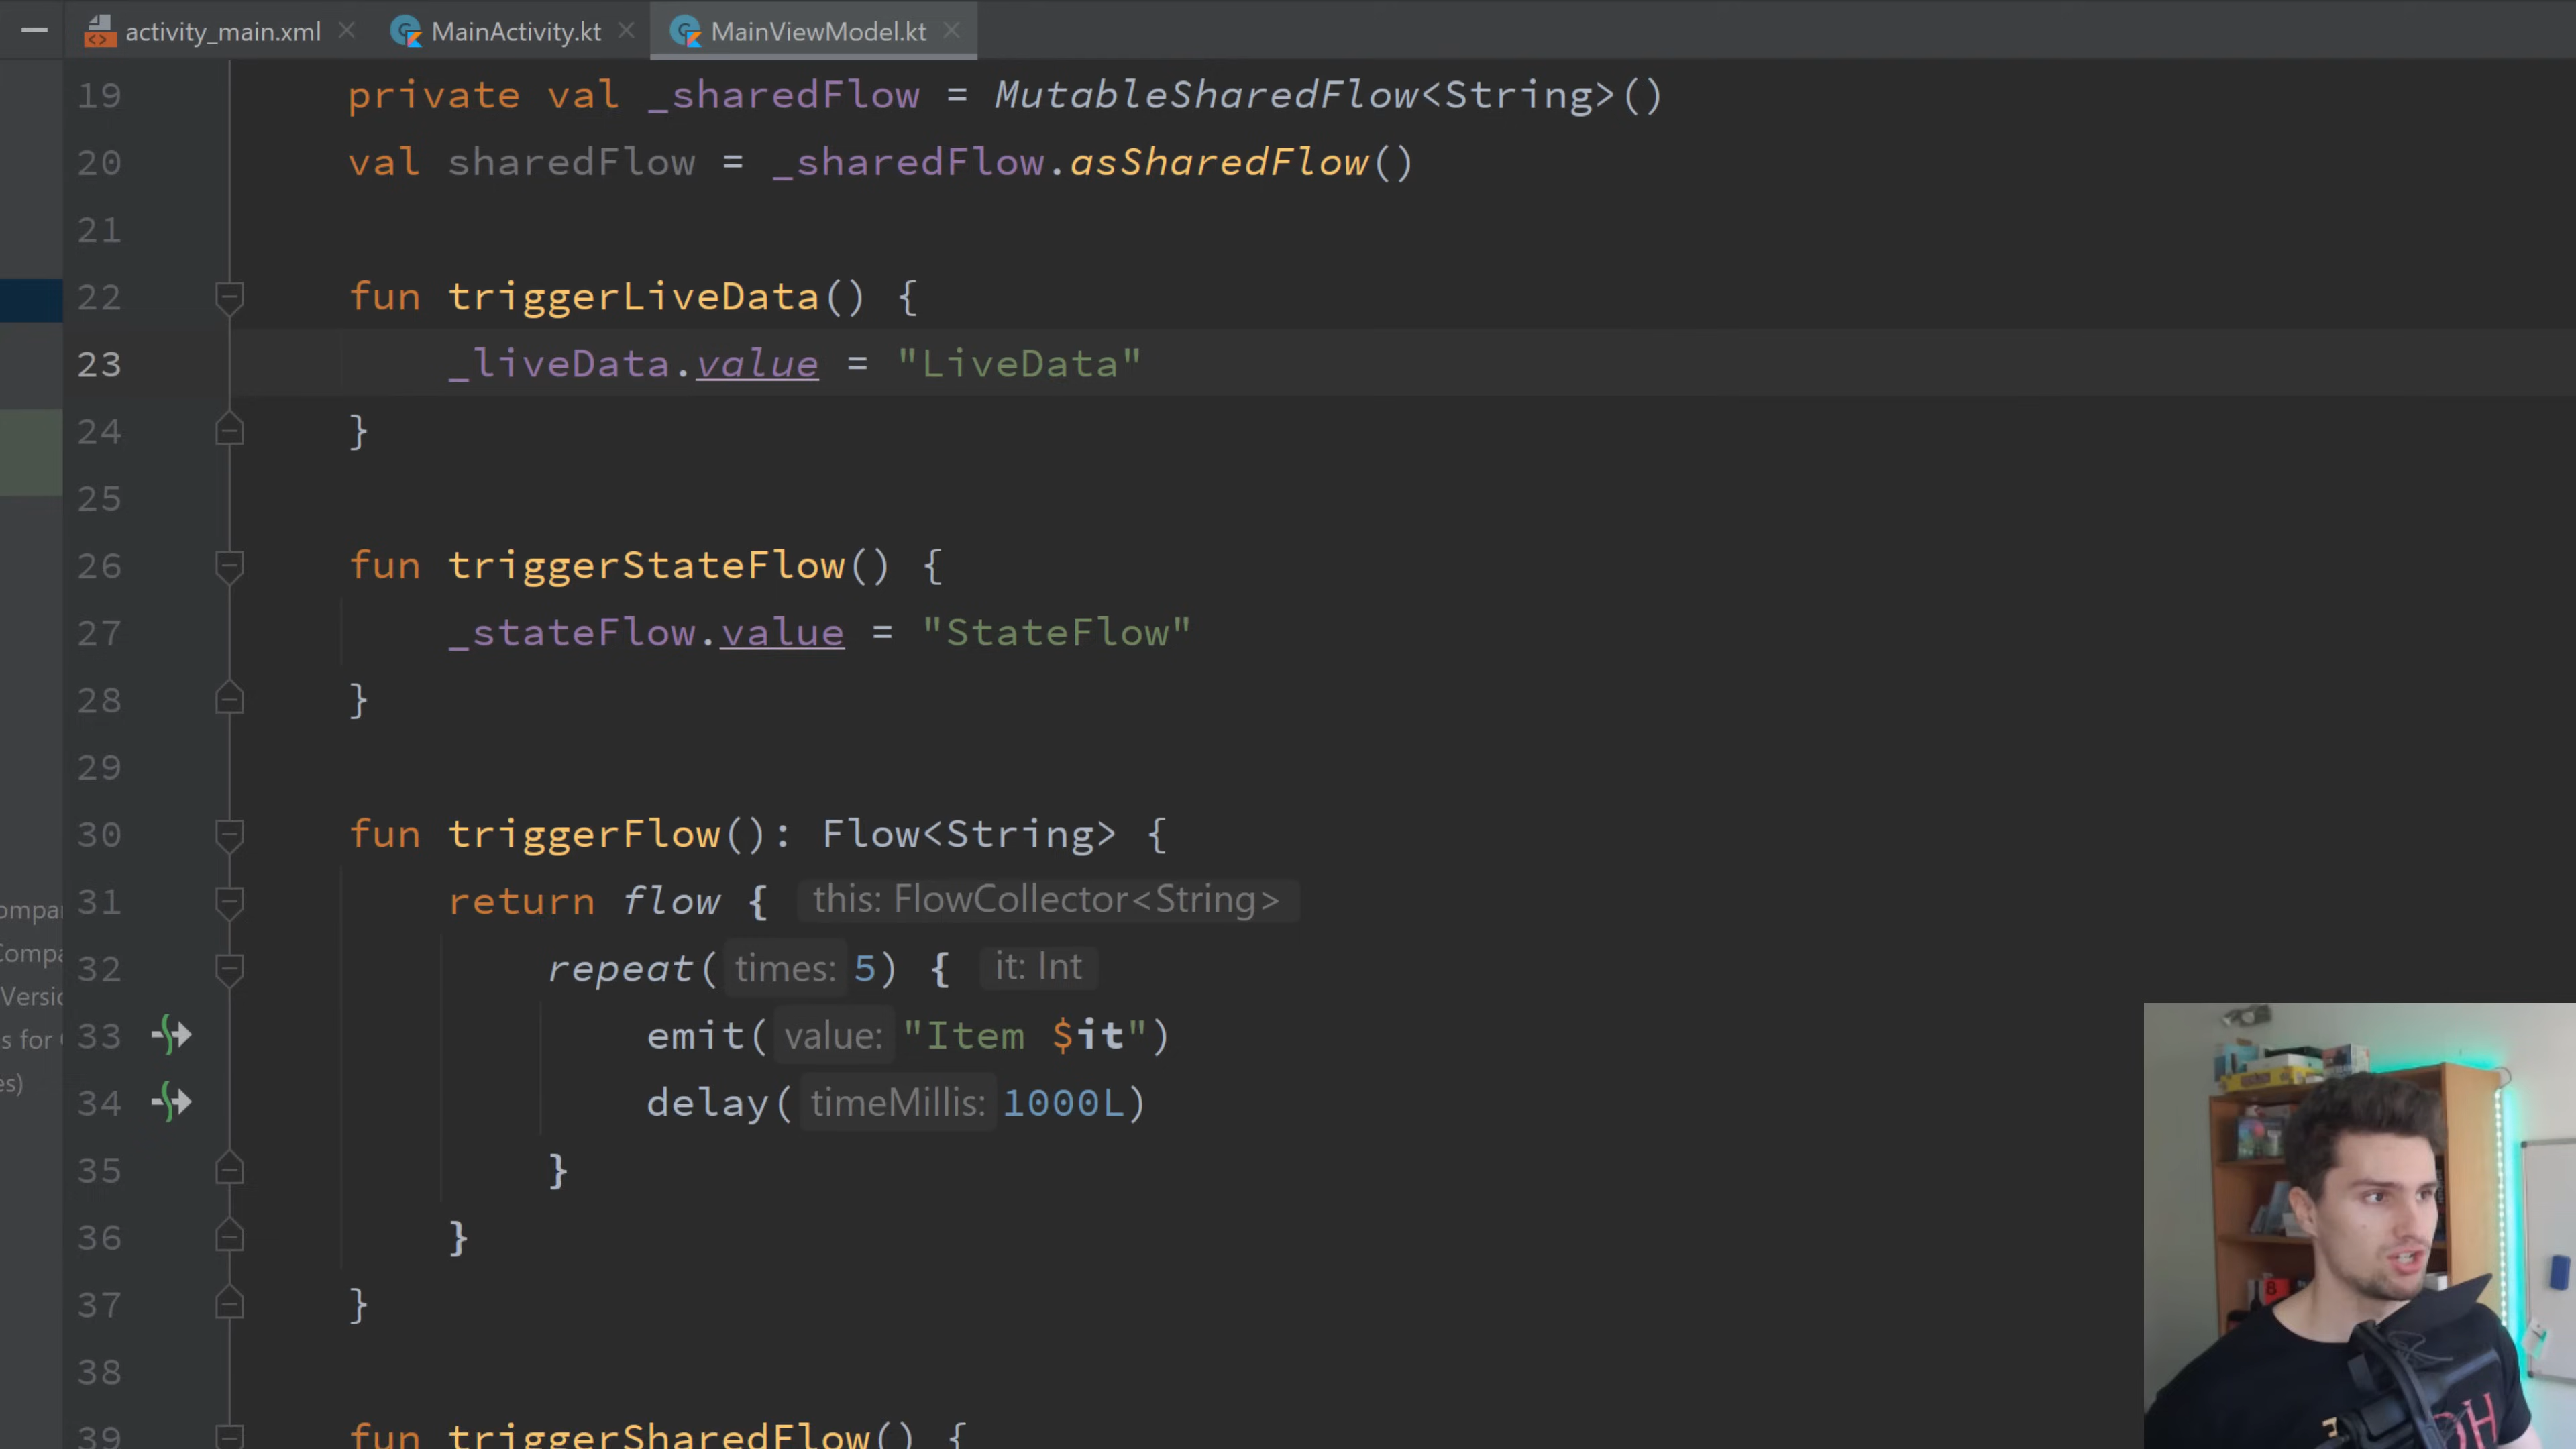 activity_main.xml MainActivity.kt MainViewModel.kt
19 private val _sharedFlow = MutableSharedFlow<String>()
20 val sharedFlow = _sharedFlow.asSharedFlow()
21
22 fun triggerLiveData() {
23 _liveData.value = "LiveData"
24 }
25
26 fun triggerStateFlow() {
27 _stateFlow.value = "StateFlow"
28 }
29
30 fun triggerFlow(): Flow<String> {
31 return flow { this: FlowCollector<String>
32 repeat( times: 5) { it: Int
33 emit( value: "Item $it")
34 delay( timeMillis: 1000L)
35 }
36 }
37 }
38
39 fun triggerSharedFlow() {